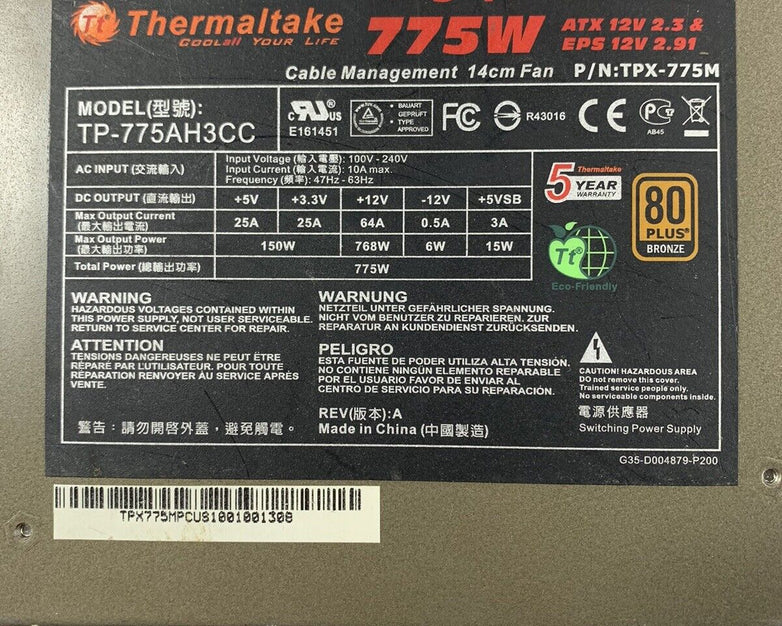 Tt Thermaltake
COOLall YOUR LIFE
775W
ATX 12V 2.3 &
EPS 12V 2.91
Cable Management 14cm Fan P/N:TPX-775M
MODEL(型號):
TP-775AH3CC
c RU us
E161451
BAUART
GEPRÜFT
TYPE
APPROVED
FC
R43016
CE
AB45
AC INPUT (交流輸入)
Input Voltage (輸入電壓): 100V - 240V
Input Current (輸入電流): 10A max.
Frequency (頻率): 47Hz - 63Hz
DC OUTPUT (直流輸出) +5V +3.3V +12V -12V +5VSB
Max Output Current (最大輸出電流) 25A 25A 64A 0.5A 3A
Max Output Power (最大輸出功率) 150W 768W 6W 15W
Total Power (總輸出功率) 775W
Thermaltake
5 YEAR
WARRANTY
80
PLUS®
BRONZE
Tt®
Eco-Friendly
WARNING
HAZARDOUS VOLTAGES CONTAINED WITHIN
THIS POWER SUPPLY, NOT USER SERVICEABLE.
RETURN TO SERVICE CENTER FOR REPAIR.
ATTENTION
TENSIONS DANGEREUSES NE PEUT ÊTRE
RÉPARÉ PAR L'UTILISATEUR. POUR TOUTE
RÉPARATION RENVOYER AU SERVICE APRÈS
VENTE.
警告：請勿開啓外蓋，避免觸電。
WARNUNG
NETZTEIL UNTER GEFÄHRLICHER SPANNUNG.
NICHT VOM BENUTZER ZU REPARIEREN. ZUR
REPARATUR AN KUNDENDIENST ZURÜCKSENDEN.
PELIGRO
ESTA FUENTE DE PODER UTILIZA ALTA TENSIÓN.
NO CONTIENE NINGÚN ELEMENTO REPARABLE
POR EL USUARIO FAVOR DE ENVIAR AL
CENTRO DE SERVICIO PARA SU REPARACIÓN.
REV(版本):A
Made in China (中國製造)
CAUTION! HAZARDOUS AREA
DO not remove this cover.
Trained service people only.
No serviceable components inside.
電源供應器
Switching Power Supply
G35-D004879-P200
TPX775MPCU81001001308